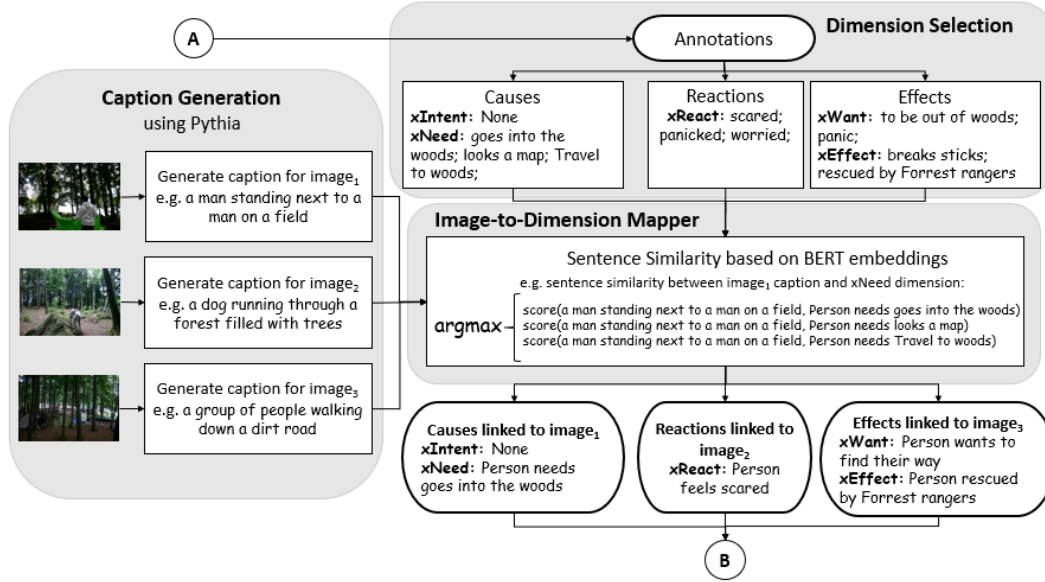 A
Dimension Selection
Annotations
Causes
xIntent: None
xNeed: goes into the
woods; looks a map; Travel
to woods;
Reactions
xReact: scared;
panicked; worried;
Effects
xWant: to be out of woods;
panic;
xEffect: breaks sticks;
rescued by Forrest rangers
Caption Generation
using Pythia
Generate caption for image₁
e.g. a man standing next to a
man on a field
Generate caption for image₂
e.g. a dog running through a
forest filled with trees
Generate caption for image₃
e.g. a group of people walking
down a dirt road
Image-to-Dimension Mapper
Sentence Similarity based on BERT embeddings
e.g. sentence similarity between image₁ caption and xNeed dimension:
argmax
score(a man standing next to a man on a field, Person needs goes into the woods)
score(a man standing next to a man on a field, Person needs looks a map)
score(a man standing next to a man on a field, Person needs Travel to woods)
Causes linked to image₁
xIntent: None
xNeed: Person needs
goes into the woods
Reactions linked to
image₂
xReact: Person
feels scared
Effects linked to image₃
xWant: Person wants to
find their way
xEffect: Person rescued
by Forrest rangers
B